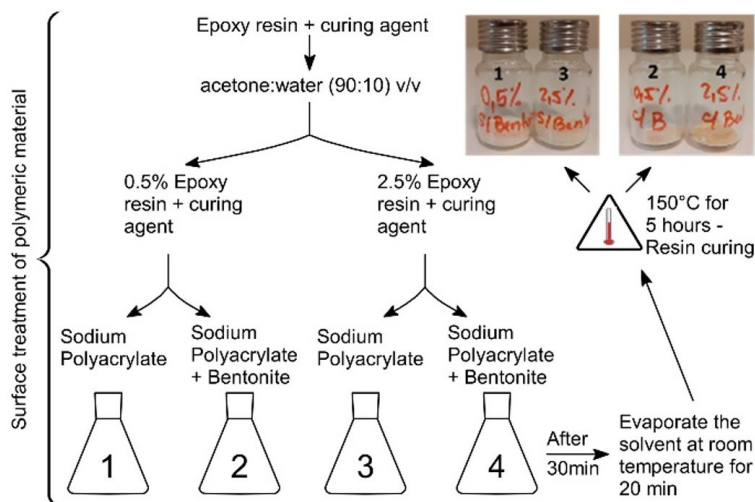 Surface treatment of polymeric material
Epoxy resin + curing agent
acetone:water (90:10) v/v
0.5% Epoxy
resin + curing
agent
2.5% Epoxy
resin + curing
agent
Sodium
Polyacrylate
Sodium
Polyacrylate
+ Bentonite
Sodium
Polyacrylate
Sodium
Polyacrylate
+ Bentonite
1
2
3
4
After
30min
Evaporate the
solvent at room
temperature for
20 min
150°C for
5 hours -
Resin curing
1
0,5%
S/Bento
3
2,5%
S/Bento
2
0,5%
c/B
4
2,5%
c/Ben